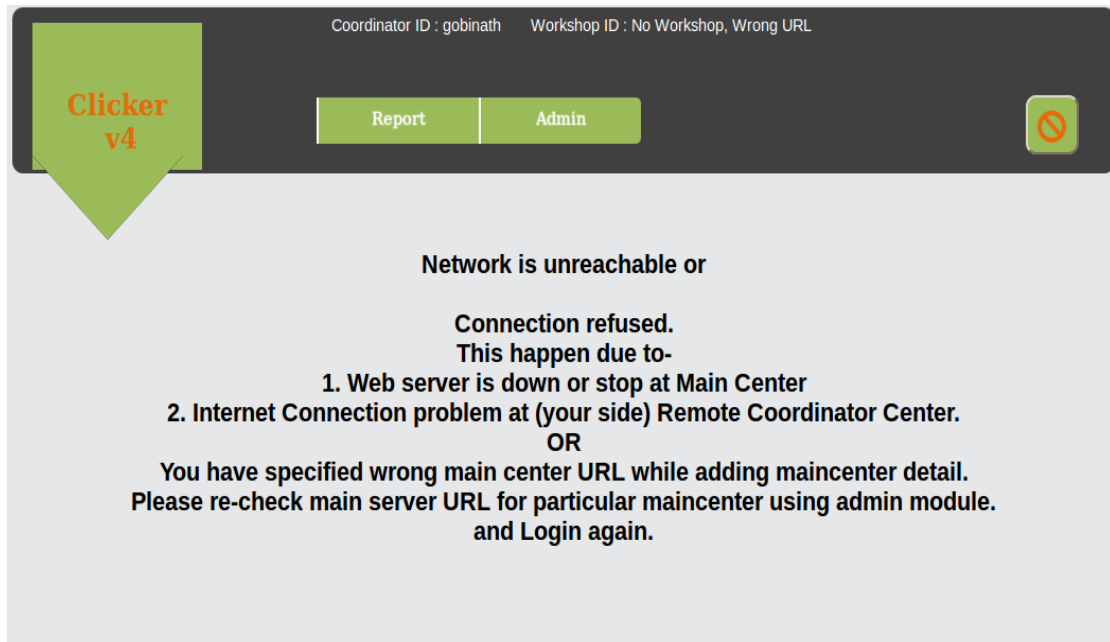 Coordinator ID : gobinath Workshop ID : No Workshop, Wrong URL
Clicker
v4
Report Admin
Network is unreachable or
Connection refused.
This happen due to-
1. Web server is down or stop at Main Center
2. Internet Connection problem at (your side) Remote Coordinator Center.
OR
You have specified wrong main center URL while adding maincenter detail.
Please re-check main server URL for particular maincenter using admin module.
and Login again.